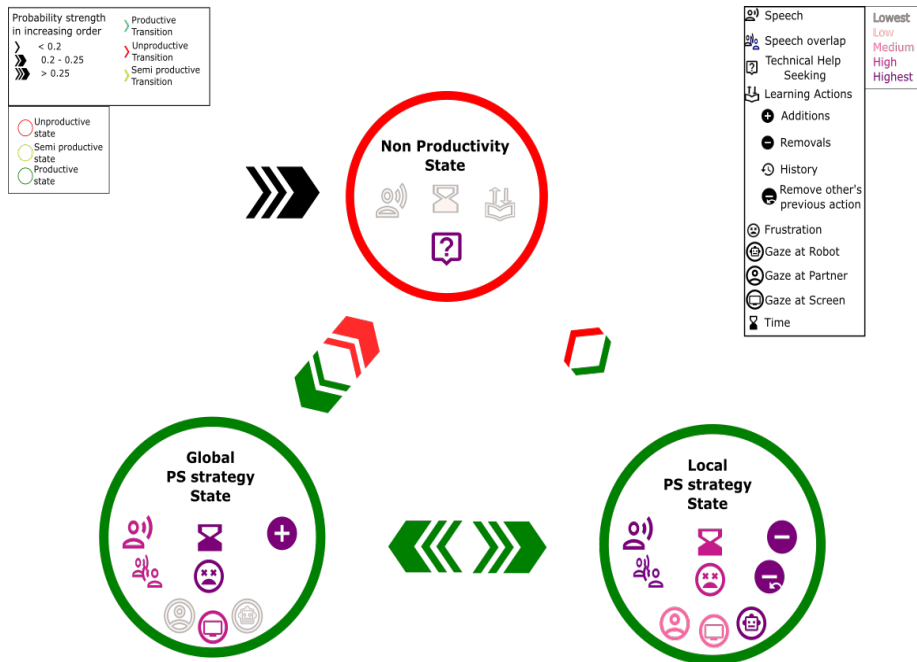 Probability strength
in increasing order
< 0.2
0.2 - 0.25
> 0.25
Productive
Transition
Unproductive
Transition
Semi productive
Transition
Unproductive
state
Semi productive
state
Productive
state
Speech
Speech overlap
Technical Help
Seeking
Learning Actions
Additions
Removals
History
Remove other's
previous action
Frustration
Gaze at Robot
Gaze at Partner
Gaze at Screen
Time
Lowest
Low
Medium
High
Highest
Non Productivity
State
Global
PS strategy
State
Local
PS strategy
State